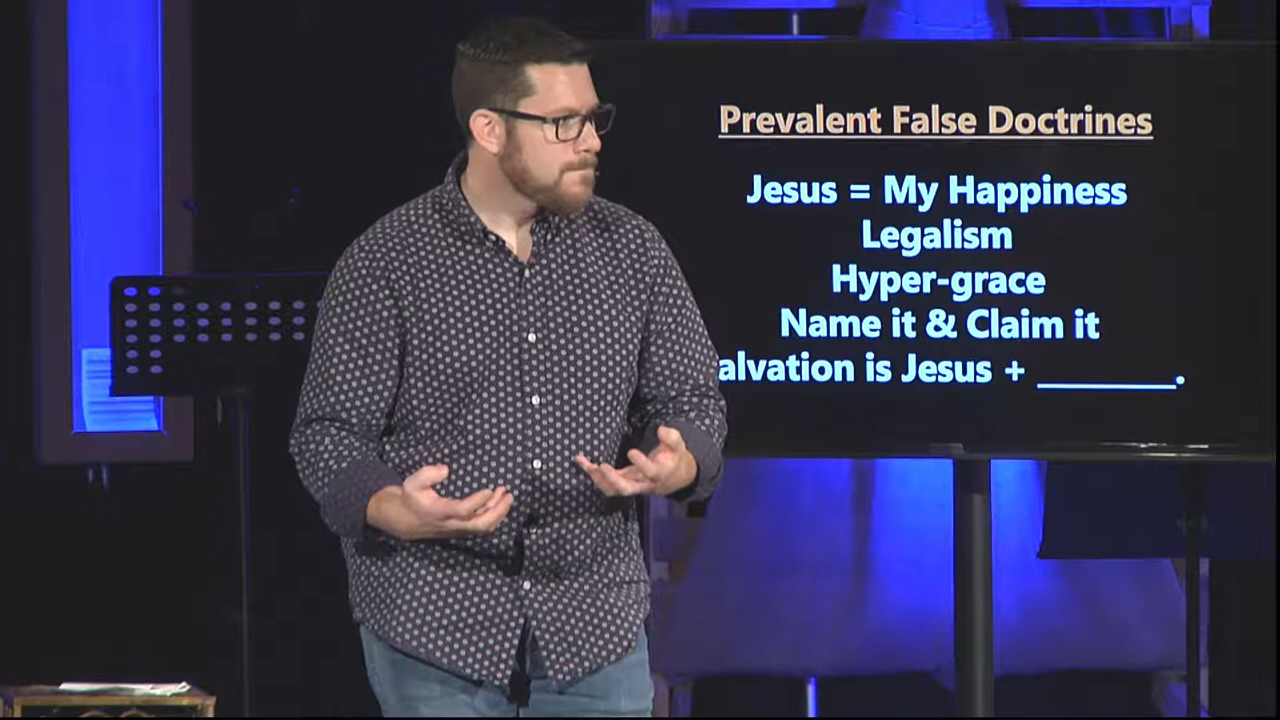 Prevalent False Doctrines
Jesus = My Happiness
Legalism
Hyper-grace
Name it & Claim it
alvation is Jesus + ________.